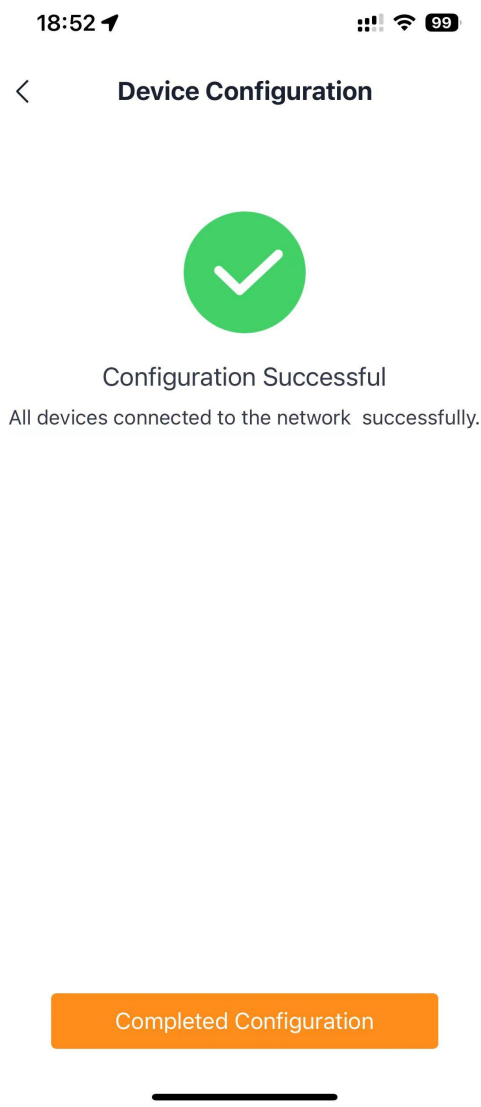 18:52
99
Device Configuration
Configuration Successful
All devices connected to the network  successfully.
Completed Configuration